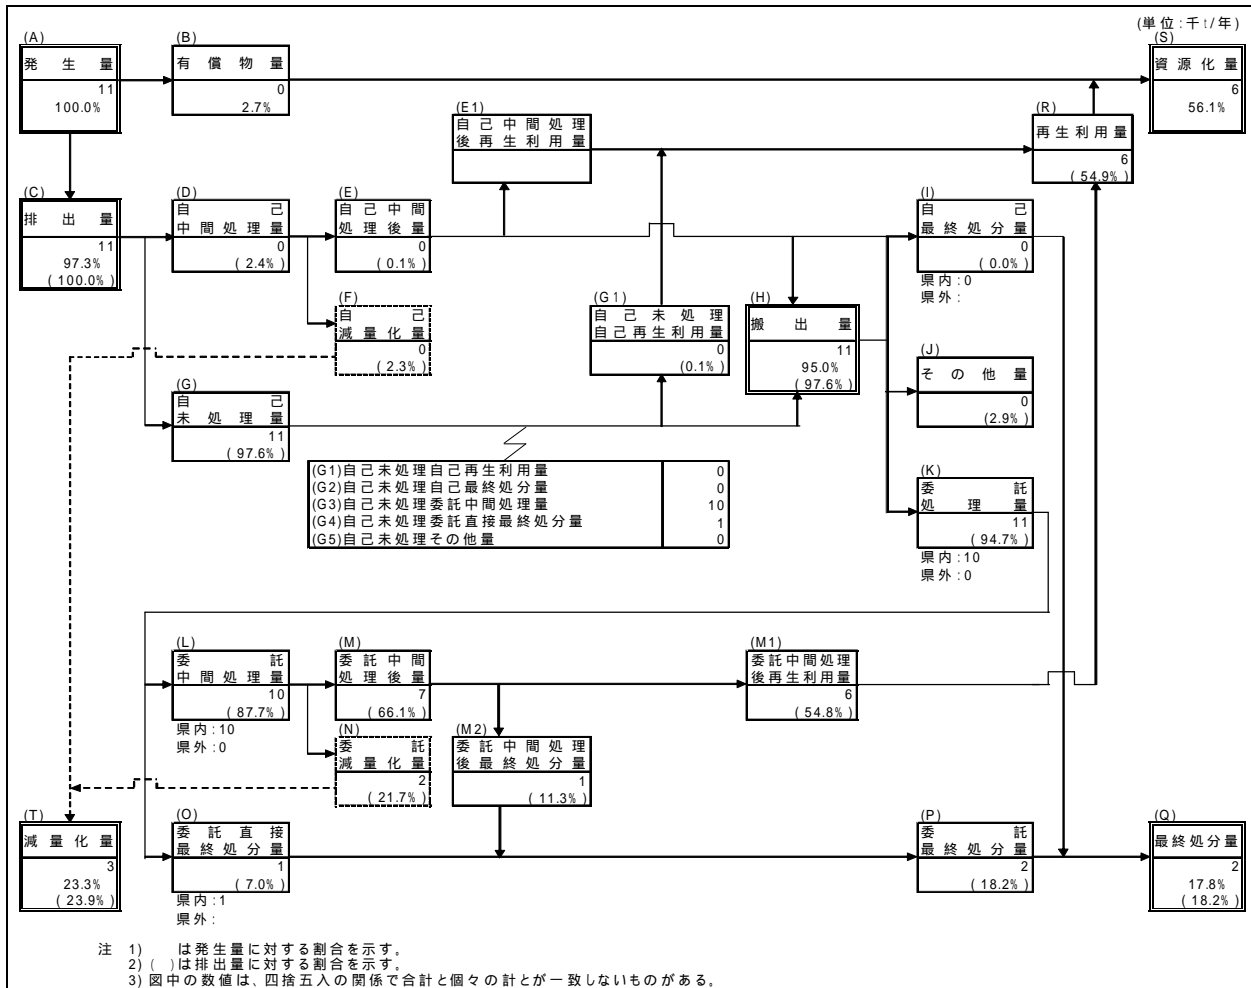 (単位:千t/年)
(A)
発生量
11
100.0%
(B)
有償物量
0
2.7%
(S)
資源化量
6
56.1%
(E1)
自己中間処理
後再生利用量
(R)
再生利用量
6
(54.9%)
(C)
排出量
11
97.3%
(100.0%)
(D)
自己
中間処理量
0
(2.4%)
(E)
自己中間
処理後量
0
(0.1%)
(I)
自己
最終処分量
0
(0.0%)
県内:0
県外:
(F)
自己
減量化量
0
(2.3%)
(G1)
自己未処理
自己再生利用量
0
(0.1%)
(H)
搬出量
11
95.0%
(97.6%)
(J)
その他量
0
(2.9%)
(G)
自己
未処理量
11
(97.6%)
(G1)自己未処理自己再生利用量 0
(G2)自己未処理自己最終処分量 0
(G3)自己未処理委託中間処理量 10
(G4)自己未処理委託直接最終処分量 1
(G5)自己未処理その他量 0
(K)
委託
処理量
11
(94.7%)
県内:10
県外:0
(L)
委託
中間処理量
10
(87.7%)
県内:10
県外:0
(M)
委託中間
処理後量
7
(66.1%)
(M1)
委託中間処理
後再生利用量
6
(54.8%)
(N)
委託
減量化量
2
(21.7%)
(M2)
委託中間処理
後最終処分量
1
(11.3%)
(T)
減量化量
3
23.3%
(23.9%)
(O)
委託直接
最終処分量
1
(7.0%)
県内:1
県外:
(P)
委託
最終処分量
2
(18.2%)
(Q)
最終処分量
2
17.8%
(18.2%)
注 1) は発生量に対する割合を示す。
2)( )は排出量に対する割合を示す。
3)図中の数値は、四捨五入の関係で合計と個々の計とが一致しないものがある。